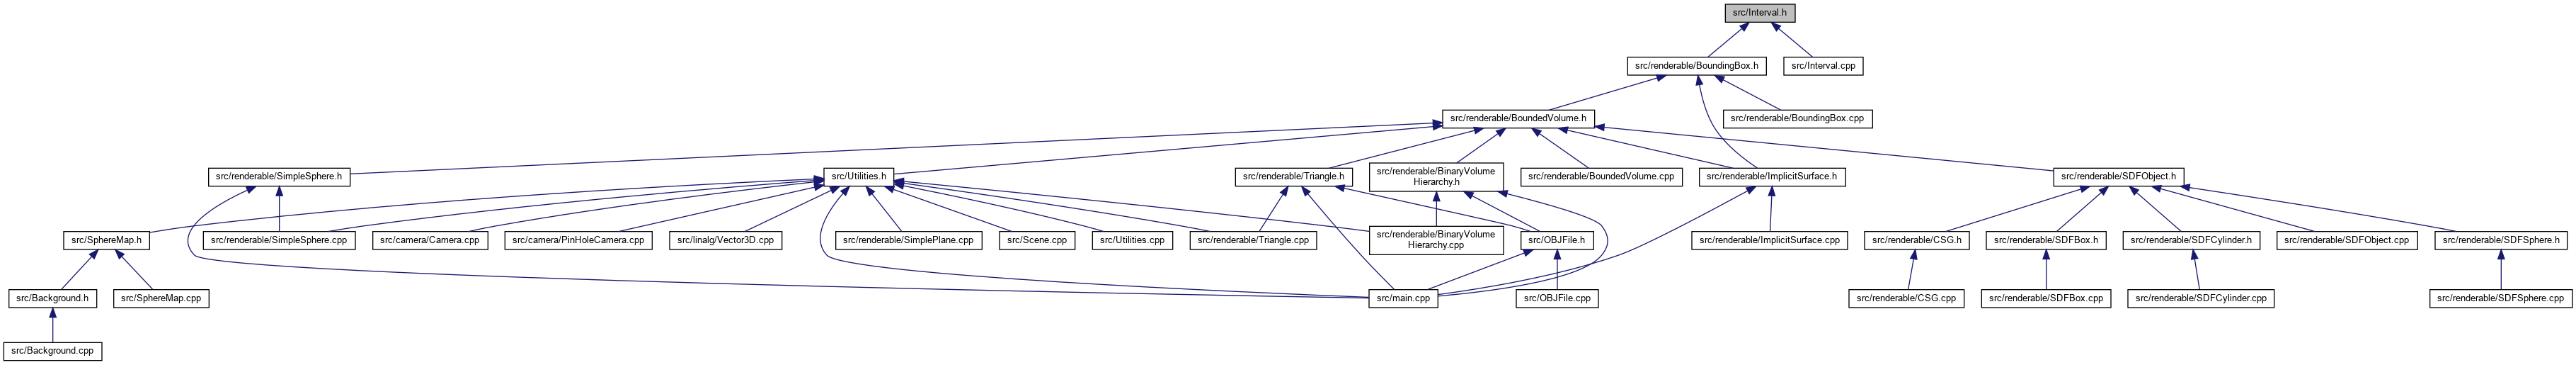 src/Interval.h
src/renderable/BoundingBox.h
src/Interval.cpp
src/renderable/BoundedVolume.h
src/renderable/BoundingBox.cpp
src/renderable/SimpleSphere.h
src/Utilities.h
src/renderable/Triangle.h
src/renderable/BinaryVolume
Hierarchy.h
src/renderable/BoundedVolume.cpp
src/renderable/ImplicitSurface.h
src/renderable/SDFObject.h
src/SphereMap.h
src/renderable/SimpleSphere.cpp
src/camera/Camera.cpp
src/camera/PinHoleCamera.cpp
src/linalg/Vector3D.cpp
src/renderable/SimplePlane.cpp
src/Scene.cpp
src/Utilities.cpp
src/renderable/Triangle.cpp
src/renderable/BinaryVolume
Hierarchy.cpp
src/OBJFile.h
src/renderable/ImplicitSurface.cpp
src/renderable/CSG.h
src/renderable/SDFBox.h
src/renderable/SDFCylinder.h
src/renderable/SDFObject.cpp
src/renderable/SDFSphere.h
src/Background.h
src/SphereMap.cpp
src/main.cpp
src/OBJFile.cpp
src/renderable/CSG.cpp
src/renderable/SDFBox.cpp
src/renderable/SDFCylinder.cpp
src/renderable/SDFSphere.cpp
src/Background.cpp